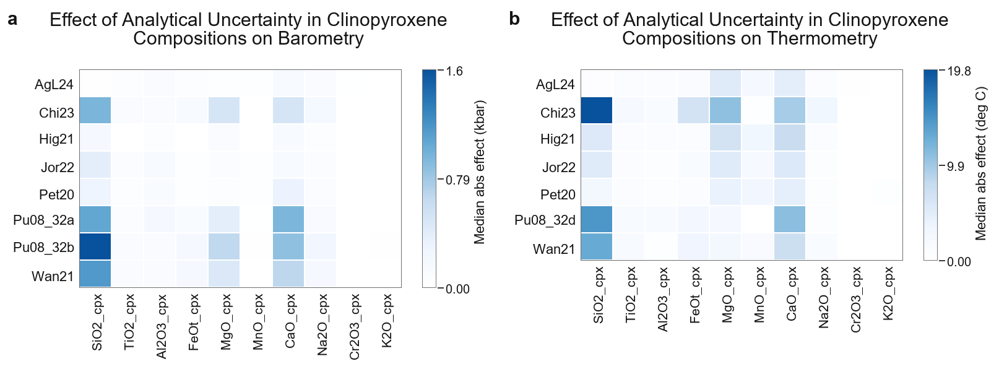 a
Effect of Analytical Uncertainty in Clinopyroxene
Compositions on Barometry
AgL24
Chi23
Hig21
Jor22
Pet20
Pu08_32a
Pu08_32b
Wan21
SiO2_cpx
TiO2_cpx
Al2O3_cpx
FeOt_cpx
MgO_cpx
MnO_cpx
CaO_cpx
Na2O_cpx
Cr2O3_cpx
K2O_cpx
1.6
0.79
0.00
Median abs effect (kbar)
b
Effect of Analytical Uncertainty in Clinopyroxene
Compositions on Thermometry
AgL24
Chi23
Hig21
Jor22
Pet20
Pu08_32d
Wan21
SiO2_cpx
TiO2_cpx
Al2O3_cpx
FeOt_cpx
MgO_cpx
MnO_cpx
CaO_cpx
Na2O_cpx
Cr2O3_cpx
K2O_cpx
19.8
9.9
0.00
Median abs effect (deg C)